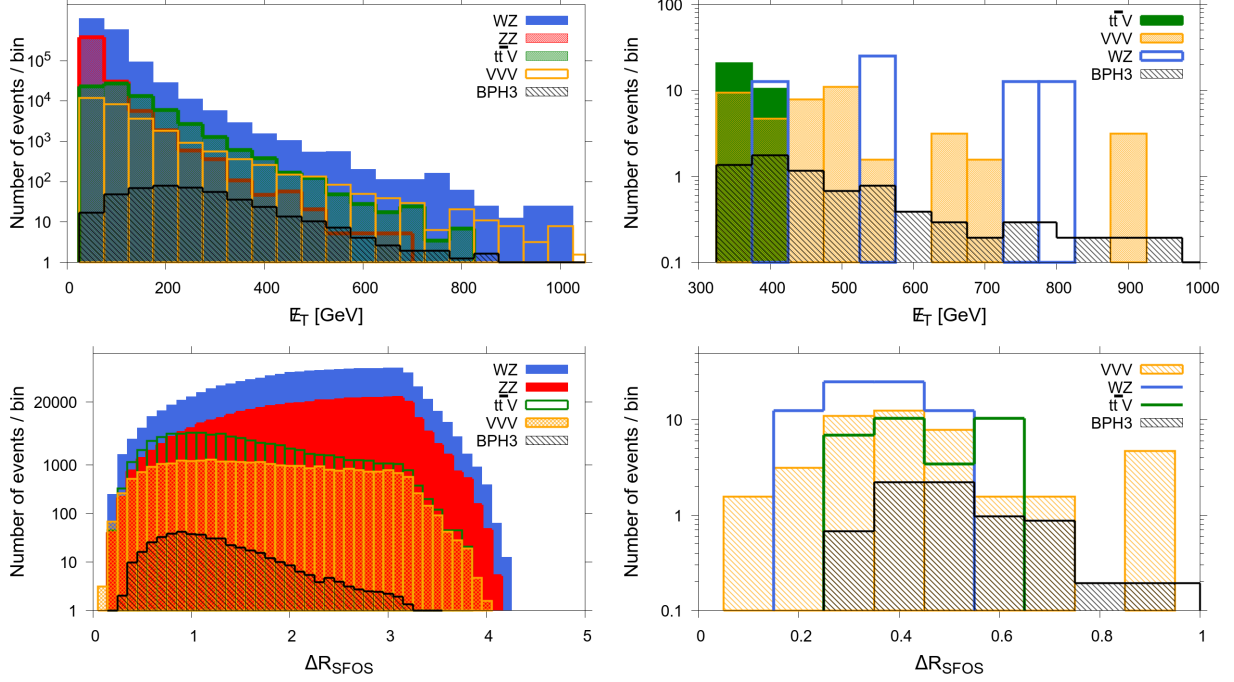 Number of events / bin
10⁵
10⁴
10³
10²
10
1
0
200
400
600
800
1000
E̸_T [GeV]
WZ
ZZ
tt̄V
VVV
BPH3
Number of events / bin
100
10
1
0.1
300
400
500
600
700
800
900
1000
E̸_T [GeV]
tt̄V
VVV
WZ
BPH3
Number of events / bin
20000
1000
100
10
1
0
1
2
3
4
5
ΔR_SFOS
WZ
ZZ
tt̄V
VVV
BPH3
Number of events / bin
10
1
0.1
0
0.2
0.4
0.6
0.8
1
ΔR_SFOS
VVV
WZ
tt̄V
BPH3